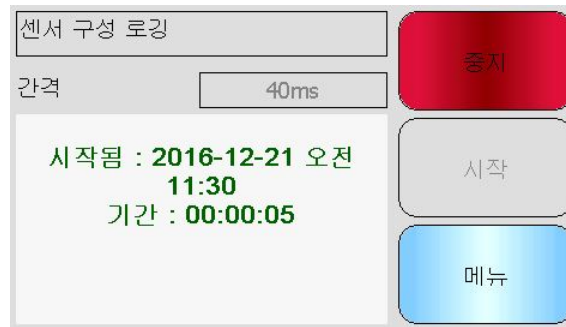 센서 구성 로깅
중지
간격
40ms
시작됨 : 2016-12-21 오전
11:30
기간 : 00:00:05
시작
메뉴